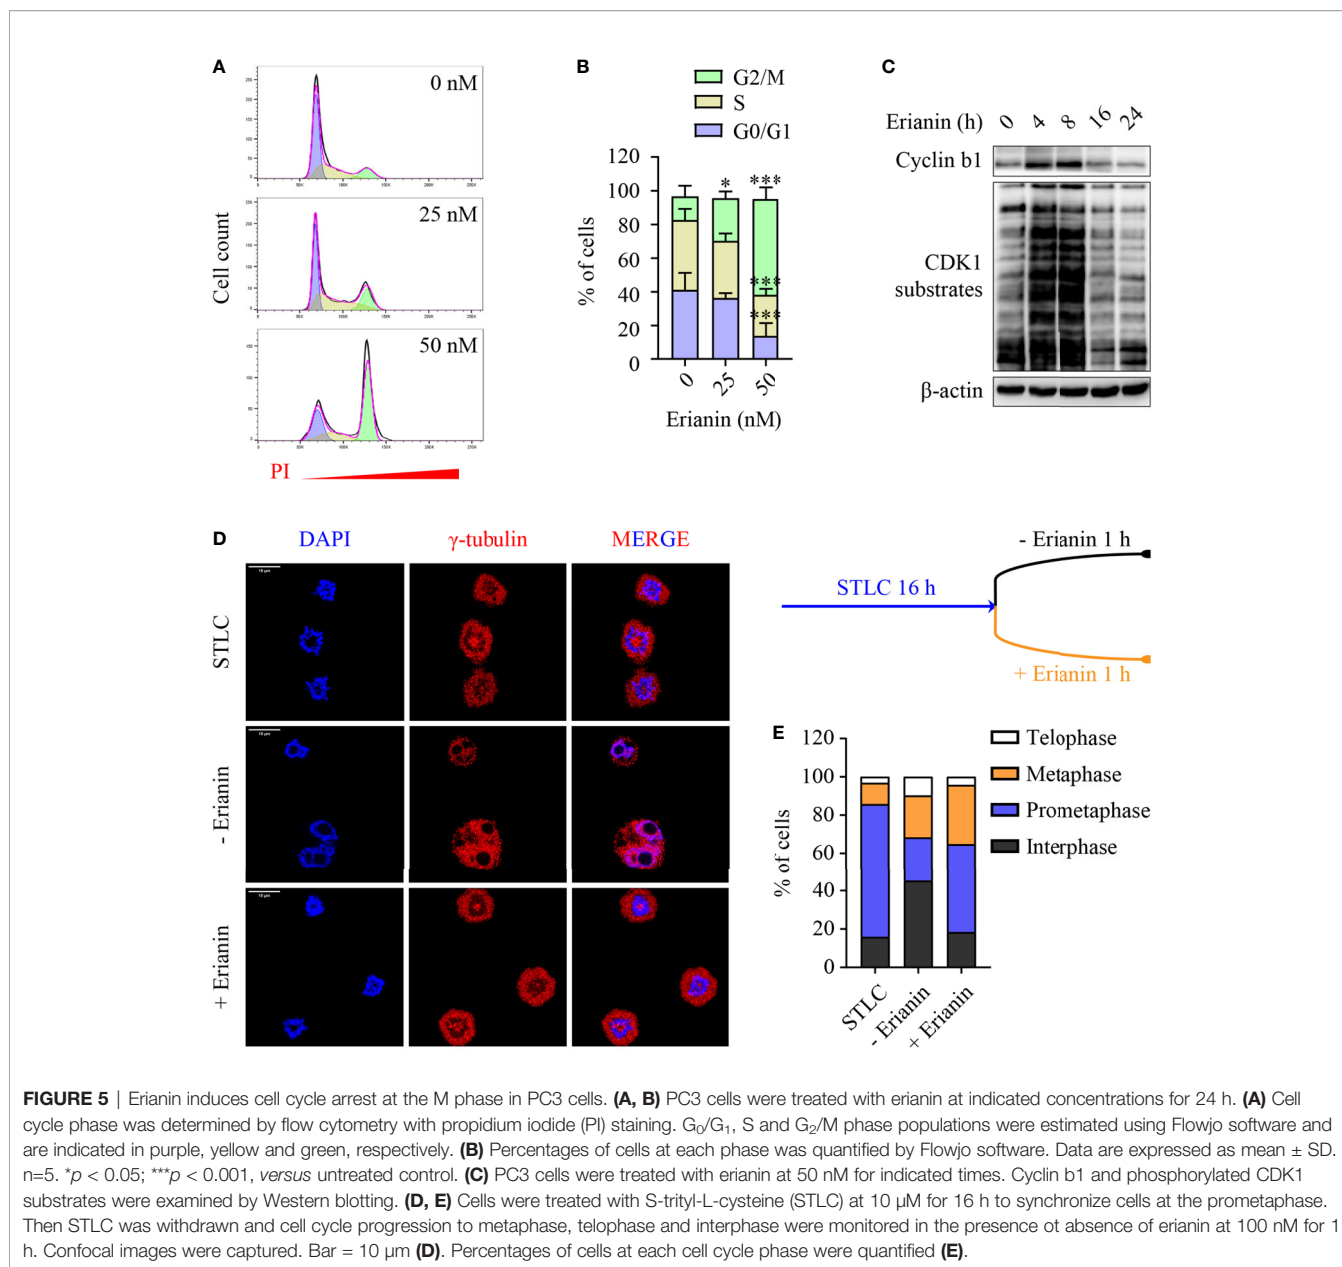 A
0 nM
25 nM
50 nM
Cell count
0
50K
100K
150K
200K
250K
PI
B
G2/M
S
G0/G1
120
100
80
60
40
20
0
% of cells
*
***
***
***
0
25
50
Erianin (nM)
C
Erianin (h) 0 4 8 16 24
Cyclin b1
CDK1
substrates
β-actin
D
DAPI
γ-tubulin
MERGE
STLC
- Erianin
+ Erianin
10 µm
10 µm
10 µm
- Erianin 1 h
STLC 16 h
+ Erianin 1 h
E
120
100
80
60
40
20
0
% of cells
Telophase
Metaphase
Prometaphase
Interphase
STLC
- Erianin
+ Erianin
FIGURE 5 | Erianin induces cell cycle arrest at the M phase in PC3 cells. (A, B) PC3 cells were treated with erianin at indicated concentrations for 24 h. (A) Cell
cycle phase was determined by flow cytometry with propidium iodide (PI) staining. G0/G1, S and G2/M phase populations were estimated using Flowjo software and
are indicated in purple, yellow and green, respectively. (B) Percentages of cells at each phase was quantified by Flowjo software. Data are expressed as mean ± SD.
n=5. *p < 0.05; ***p < 0.001, versus untreated control. (C) PC3 cells were treated with erianin at 50 nM for indicated times. Cyclin b1 and phosphorylated CDK1
substrates were examined by Western blotting. (D, E) Cells were treated with S-trityl-L-cysteine (STLC) at 10 µM for 16 h to synchronize cells at the prometaphase.
Then STLC was withdrawn and cell cycle progression to metaphase, telophase and interphase were monitored in the presence ot absence of erianin at 100 nM for 1
h. Confocal images were captured. Bar = 10 µm (D). Percentages of cells at each cell cycle phase were quantified (E).